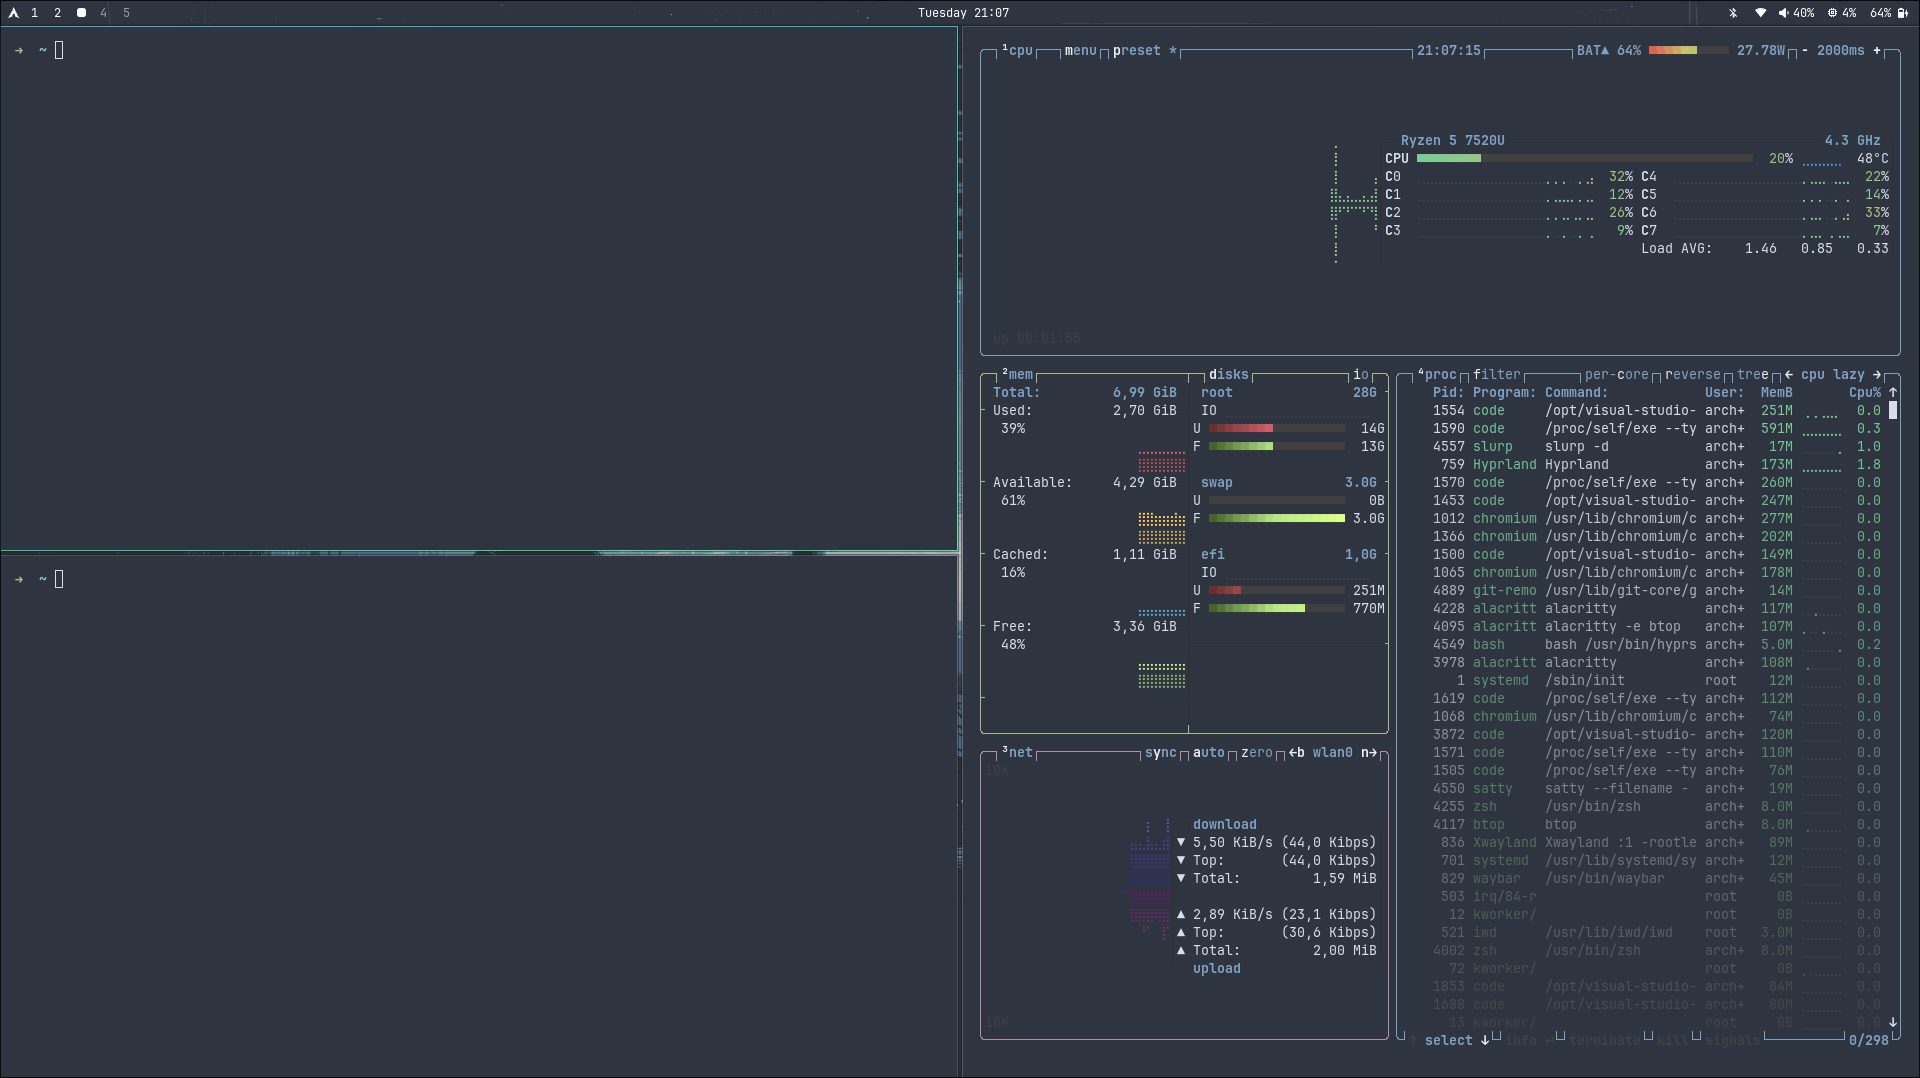 1 2 4 5 Tuesday 21:07 40% 4% 64%
→ ~
→ ~
1cpu menu preset * 21:07:15 BAT▲ 64% 27.78W - 2000ms +
Ryzen 5 7520U 4.3 GHz
CPU 20% 48°C
C0 32% C4 22%
C1 12% C5 14%
C2 26% C6 33%
C3 9% C7 7%
Load AVG: 1.46 0.85 0.33
up 00:01:55
2mem disks io
Total: 6,99 GiB
Used: 2,70 GiB
39%
Available: 4,29 GiB
61%
Cached: 1,11 GiB
16%
Free: 3,36 GiB
48%
root 28G
IO
U 14G
F 13G
swap 3.0G
U 0B
F 3.0G
efi 1,0G
IO
U 251M
F 770M
3net sync auto zero ←b wlan0 n→
10K
download
▼ 5,50 KiB/s (44,0 Kibps)
▼ Top: (44,0 Kibps)
▼ Total: 1,59 MiB
▲ 2,89 KiB/s (23,1 Kibps)
▲ Top: (30,6 Kibps)
▲ Total: 2,00 MiB
upload
10K
4proc filter per-core reverse tree ← cpu lazy →
Pid: Program: Command: User: MemB Cpu% ↑
1554 code /opt/visual-studio- arch+ 251M 0.0
1590 code /proc/self/exe --ty arch+ 591M 0.3
4557 slurp slurp -d arch+ 17M 1.0
759 Hyprland Hyprland arch+ 173M 1.8
1570 code /proc/self/exe --ty arch+ 260M 0.0
1453 code /opt/visual-studio- arch+ 247M 0.0
1012 chromium /usr/lib/chromium/c arch+ 277M 0.0
1366 chromium /usr/lib/chromium/c arch+ 202M 0.0
1500 code /opt/visual-studio- arch+ 149M 0.0
1065 chromium /usr/lib/chromium/c arch+ 178M 0.0
4889 git-remo /usr/lib/git-core/g arch+ 14M 0.0
4228 alacritt alacritty arch+ 117M 0.0
4095 alacritt alacritty -e btop arch+ 107M 0.0
4549 bash bash /usr/bin/hyprs arch+ 5.0M 0.2
3978 alacritt alacritty arch+ 108M 0.0
1 systemd /sbin/init root 12M 0.0
1619 code /proc/self/exe --ty arch+ 112M 0.0
1068 chromium /usr/lib/chromium/c arch+ 74M 0.0
3872 code /opt/visual-studio- arch+ 120M 0.0
1571 code /proc/self/exe --ty arch+ 110M 0.0
1505 code /proc/self/exe --ty arch+ 76M 0.0
4550 satty satty --filename - arch+ 19M 0.0
4255 zsh /usr/bin/zsh arch+ 8.0M 0.0
4117 btop btop arch+ 8.0M 0.0
836 Xwayland Xwayland :1 -rootle arch+ 89M 0.0
701 systemd /usr/lib/systemd/sy arch+ 12M 0.0
829 waybar /usr/bin/waybar arch+ 45M 0.0
503 irq/84-r root 0B 0.0
12 kworker/ root 0B 0.0
521 iwd /usr/lib/iwd/iwd root 3.0M 0.0
4002 zsh /usr/bin/zsh arch+ 8.0M 0.0
72 kworker/ root 0B 0.0
1853 code /opt/visual-studio- arch+ 84M 0.0
1688 code /opt/visual-studio- arch+ 80M 0.0
13 kworker/ root 0B 0.0 ↓
↑ select ↓ info ↵ terminate kill signals 0/298